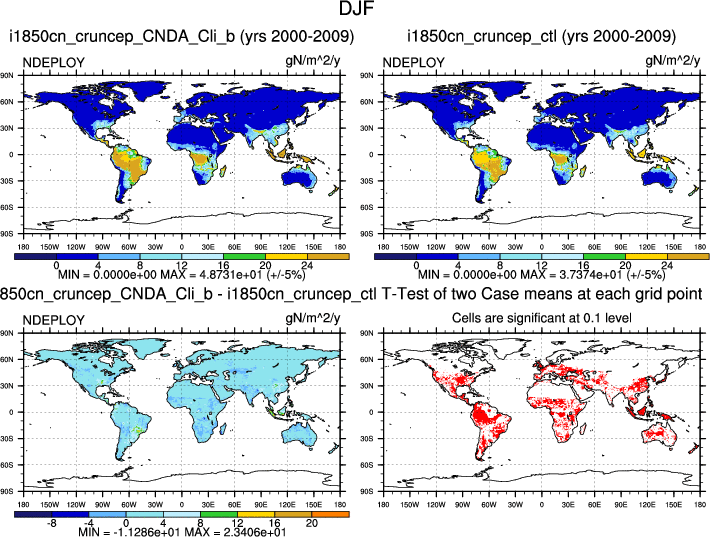 DJF
i1850cn_cruncep_CNDA_Cli_b (yrs 2000-2009)
NDEPLOY gN/m^2/y
90N
60N
30N
0
30S
60S
90S
180 150W 120W 90W 60W 30W 0 30E 60E 90E 120E 150E 180
0 4 8 12 16 20 24
MIN = 0.0000e+00 MAX = 4.8731e+01 (+/-5%)
i1850cn_cruncep_ctl (yrs 2000-2009)
NDEPLOY gN/m^2/y
90N
60N
30N
0
30S
60S
90S
180 150W 120W 90W 60W 30W 0 30E 60E 90E 120E 150E 180
0 4 8 12 16 20 24
MIN = 0.0000e+00 MAX = 3.7374e+01 (+/-5%)
850cn_cruncep_CNDA_Cli_b - i1850cn_cruncep_ctl
NDEPLOY gN/m^2/y
90N
60N
30N
0
30S
60S
90S
180 150W 120W 90W 60W 30W 0 30E 60E 90E 120E 150E 180
-8 -4 0 4 8 12 16 20
MIN = -1.1286e+01 MAX = 2.3406e+01
T-Test of two Case means at each grid point
Cells are significant at 0.1 level
90N
60N
30N
0
30S
60S
90S
180 150W 120W 90W 60W 30W 0 30E 60E 90E 120E 150E 180